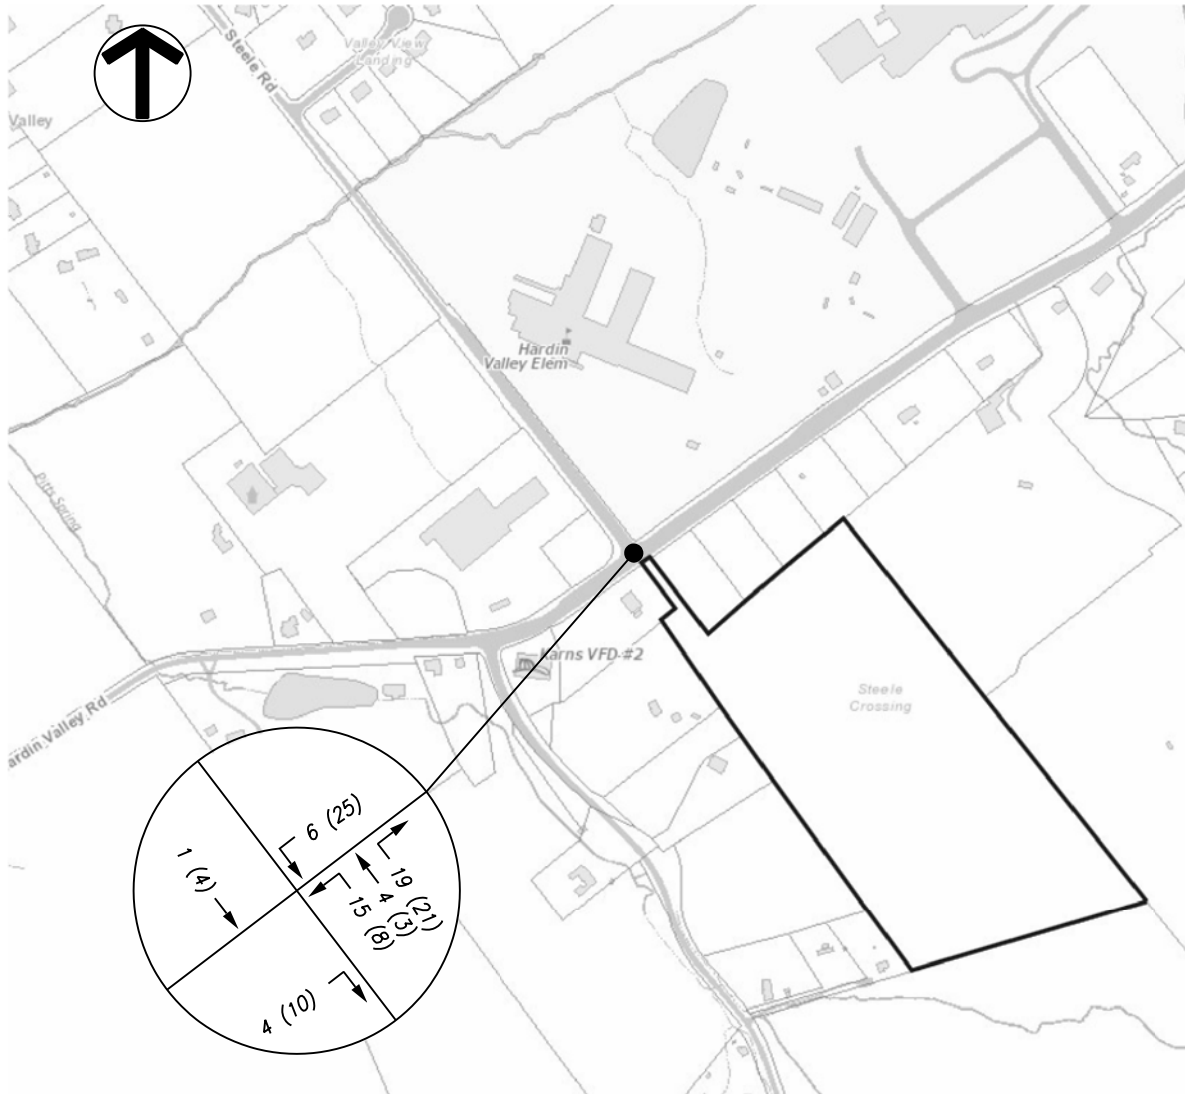 Steele Rd
Valley View
Landing
Valley
Hardin
Valley Elem
Pitts Spring
Karns VFD #2
Steele
Crossing
ardin Valley Rd
6 (25)
1 (4)
19 (21)
4 (3)
15 (8)
4 (10)